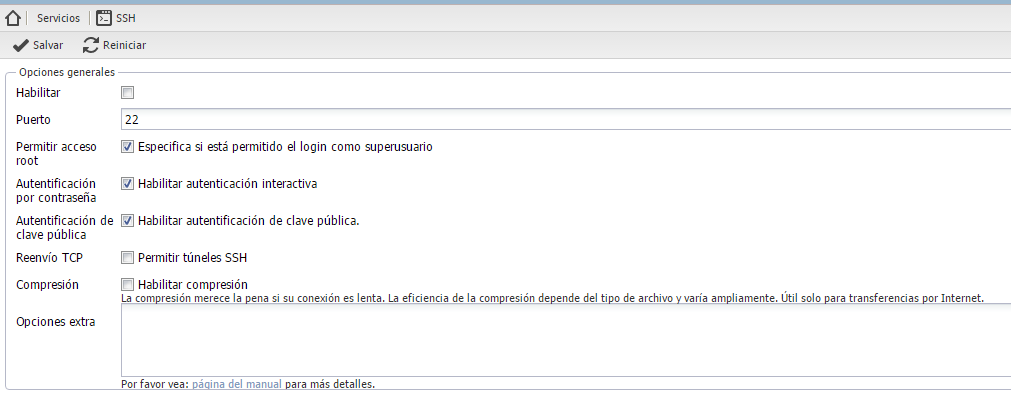 Servicios SSH
Salvar Reiniciar
Opciones generales
Habilitar
Puerto 22
Permitir acceso Especifica si está permitido el login como superusuario
root
Autentificación Habilitar autenticación interactiva
por contraseña
Autentificación de Habilitar autentificación de clave pública.
clave pública
Reenvío TCP Permitir túneles SSH
Compresión Habilitar compresión
La compresión merece la pena si su conexión es lenta. La eficiencia de la compresión depende del tipo de archivo y varía ampliamente. Útil solo para transferencias por Internet.
Opciones extra
Por favor vea: página del manual para más detalles.